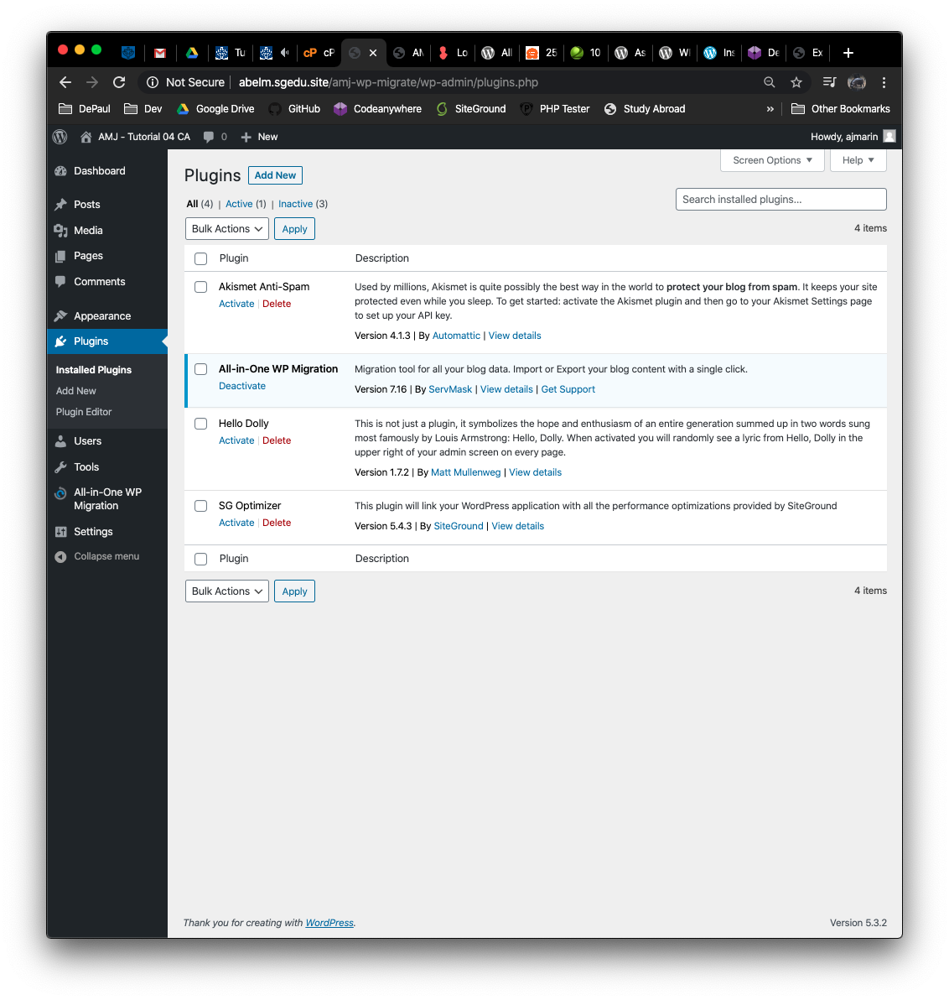 Tu
cP cP
AM
Lo
All
25
10
As
WI
Ins
De
Ex
Not Secure | abelm.sgedu.site/amj-wp-migrate/wp-admin/plugins.php
DePaul Dev Google Drive GitHub Codeanywhere SiteGround PHP Tester Study Abroad » Other Bookmarks
AMJ - Tutorial 04 CA 0 New Howdy, ajmarin
Dashboard
Posts
Media
Pages
Comments
Appearance
Plugins
Installed Plugins
Add New
Plugin Editor
Users
Tools
All-in-One WP
Migration
Settings
Collapse menu
Screen Options Help
Plugins Add New
All (4) | Active (1) | Inactive (3)
Search installed plugins...
Bulk Actions Apply 4 items
Plugin Description
Akismet Anti-Spam
Activate | Delete
Used by millions, Akismet is quite possibly the best way in the world to protect your blog from spam. It keeps your site
protected even while you sleep. To get started: activate the Akismet plugin and then go to your Akismet Settings page
to set up your API key.
Version 4.1.3 | By Automattic | View details
All-in-One WP Migration
Deactivate
Migration tool for all your blog data. Import or Export your blog content with a single click.
Version 7.16 | By ServMask | View details | Get Support
Hello Dolly
Activate | Delete
This is not just a plugin, it symbolizes the hope and enthusiasm of an entire generation summed up in two words sung
most famously by Louis Armstrong: Hello, Dolly. When activated you will randomly see a lyric from Hello, Dolly in the
upper right of your admin screen on every page.
Version 1.7.2 | By Matt Mullenweg | View details
SG Optimizer
Activate | Delete
This plugin will link your WordPress application with all the performance optimizations provided by SiteGround
Version 5.4.3 | By SiteGround | View details
Plugin Description
Bulk Actions Apply 4 items
Thank you for creating with WordPress. Version 5.3.2